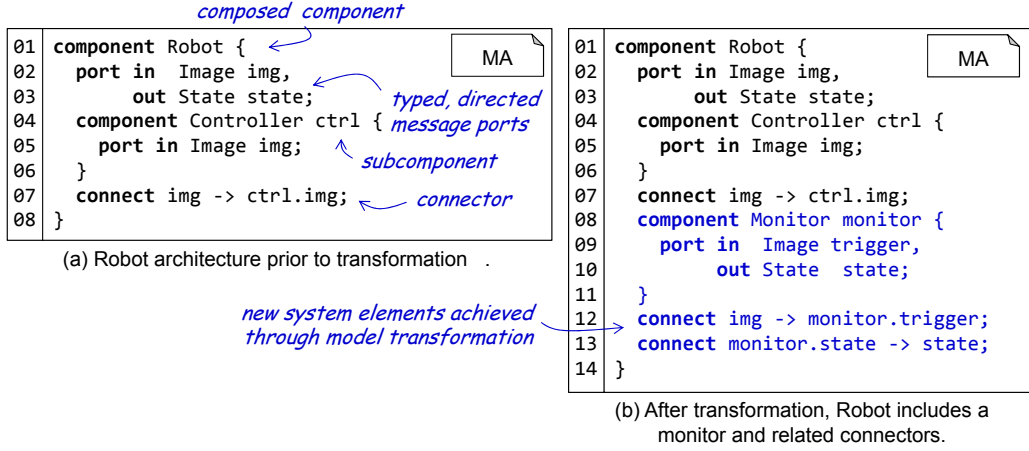 composed component
01 component Robot {
02 port in Image img,
03 out State state;
04 component Controller ctrl {
05 port in Image img;
06 }
07 connect img -> ctrl.img;
08 }
MA
typed, directed
message ports
subcomponent
connector
(a) Robot architecture prior to transformation .
01 component Robot {
02 port in Image img,
03 out State state;
04 component Controller ctrl {
05 port in Image img;
06 }
07 connect img -> ctrl.img;
08 component Monitor monitor {
09 port in Image trigger,
10 out State state;
11 }
12 connect img -> monitor.trigger;
13 connect monitor.state -> state;
14 }
MA
new system elements achieved
through model transformation
(b) After transformation, Robot includes a
monitor and related connectors.